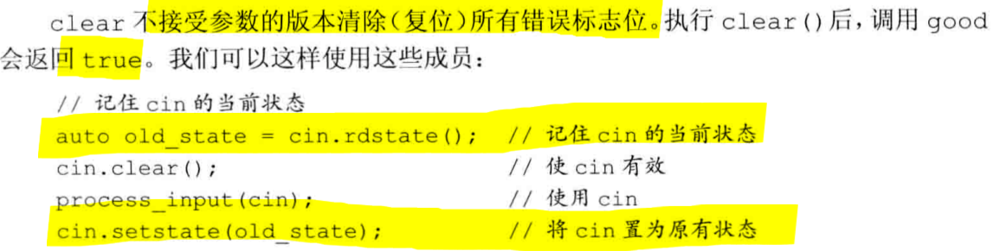 clear 不接受参数的版本清除(复位)所有错误标志位。执行 clear()后,调用 good
会返回 true。我们可以这样使用这些成员:
// 记住 cin 的当前状态
auto old_state = cin.rdstate(); // 记住 cin 的当前状态
cin.clear(); // 使 cin 有效
process_input(cin); // 使用 cin
cin.setstate(old_state); // 将 cin 置为原有状态